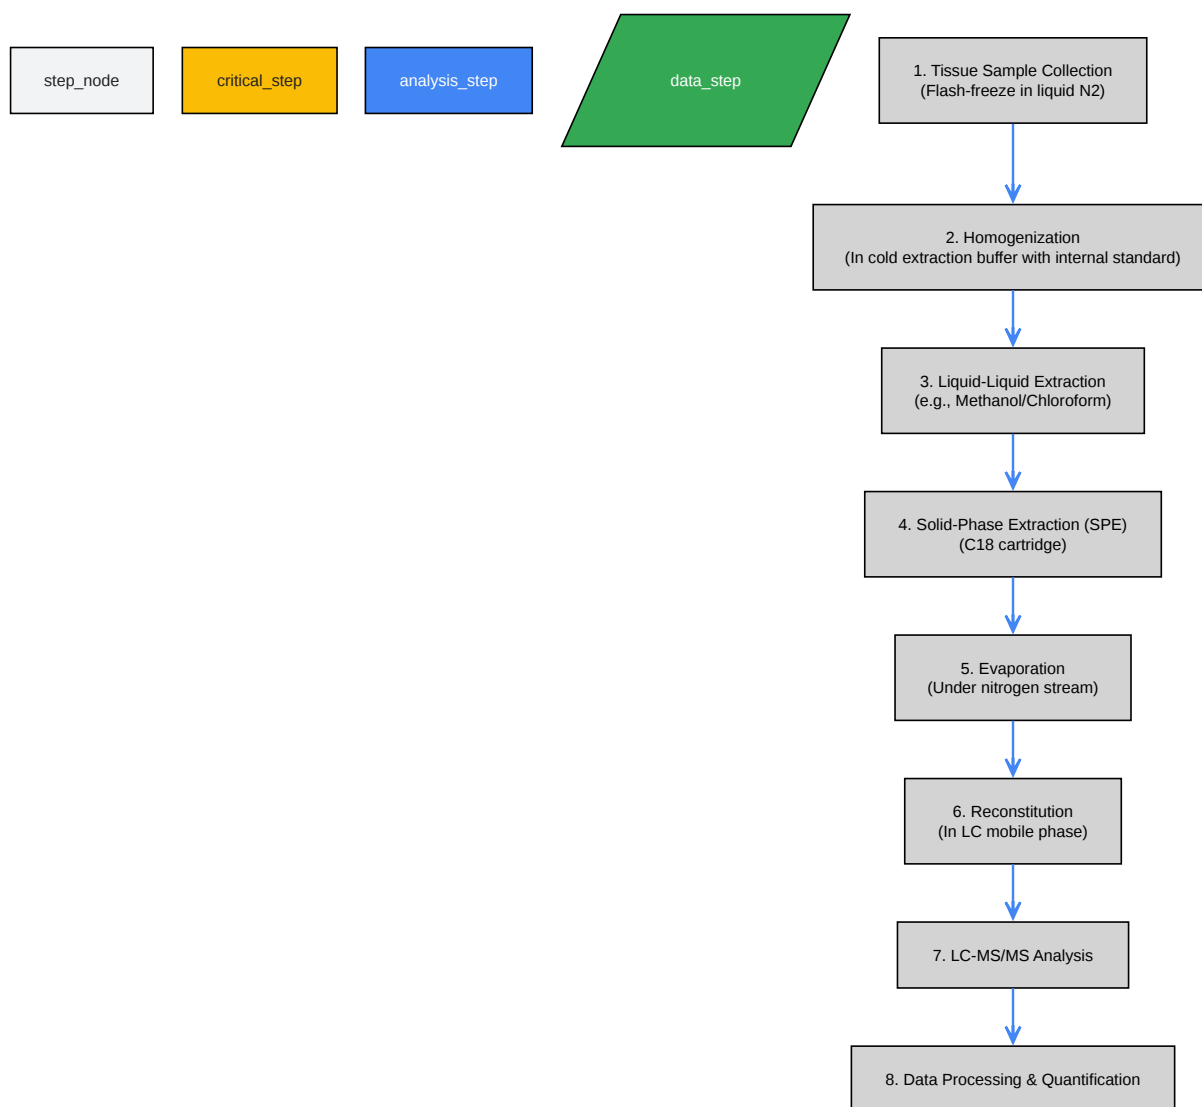 step_node
critical_step
analysis_step
data_step
1. Tissue Sample Collection
(Flash-freeze in liquid N2)
2. Homogenization
(In cold extraction buffer with internal standard)
3. Liquid-Liquid Extraction
(e.g., Methanol/Chloroform)
4. Solid-Phase Extraction (SPE)
(C18 cartridge)
5. Evaporation
(Under nitrogen stream)
6. Reconstitution
(In LC mobile phase)
7. LC-MS/MS Analysis
8. Data Processing & Quantification